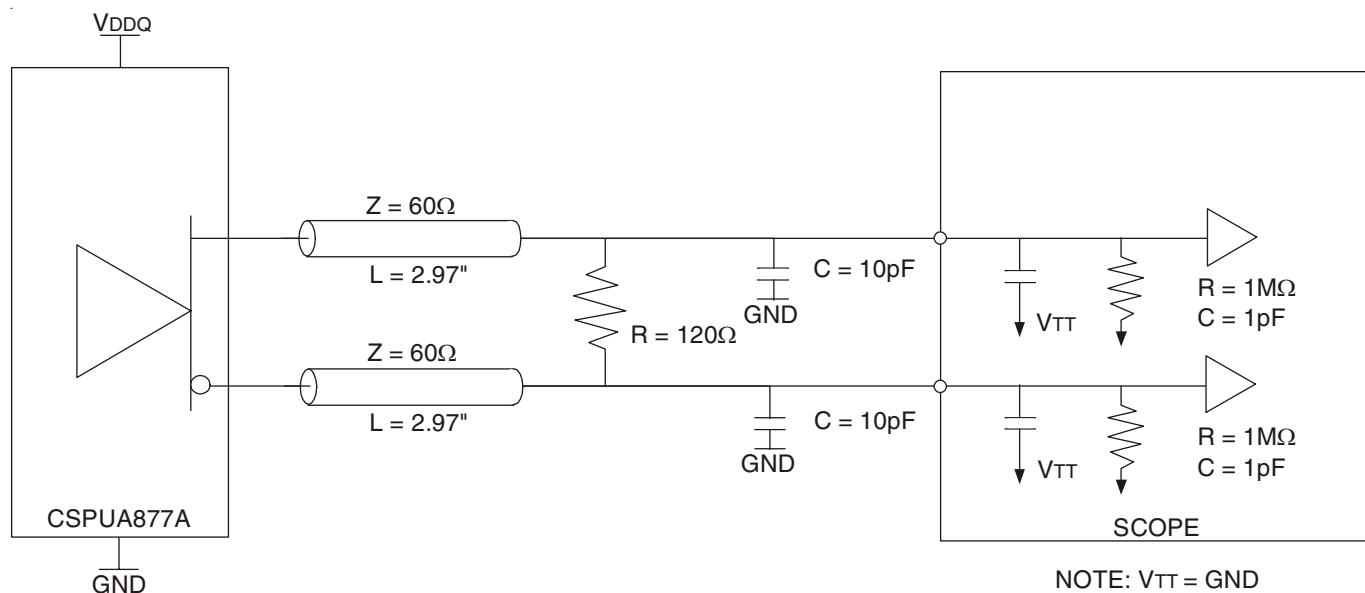 VDDQ
Z = 60Ω
L = 2.97"
C = 10pF
GND
R = 120Ω
VTT
R = 1MΩ
C = 1pF
Z = 60Ω
L = 2.97"
C = 10pF
GND
VTT
R = 1MΩ
C = 1pF
CSPUA877A
SCOPE
GND
NOTE: VTT = GND